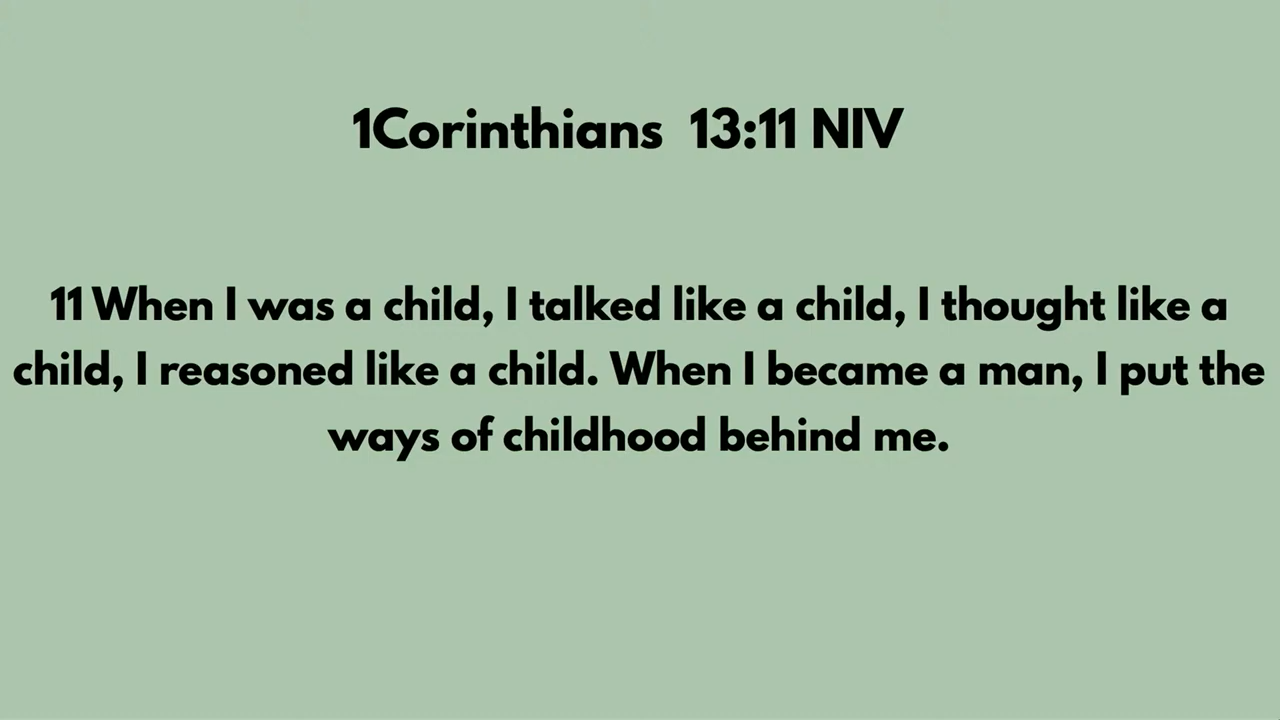 1Corinthians  13:11 NIV
11 When I was a child, I talked like a child, I thought like a
child, I reasoned like a child. When I became a man, I put the
ways of childhood behind me.